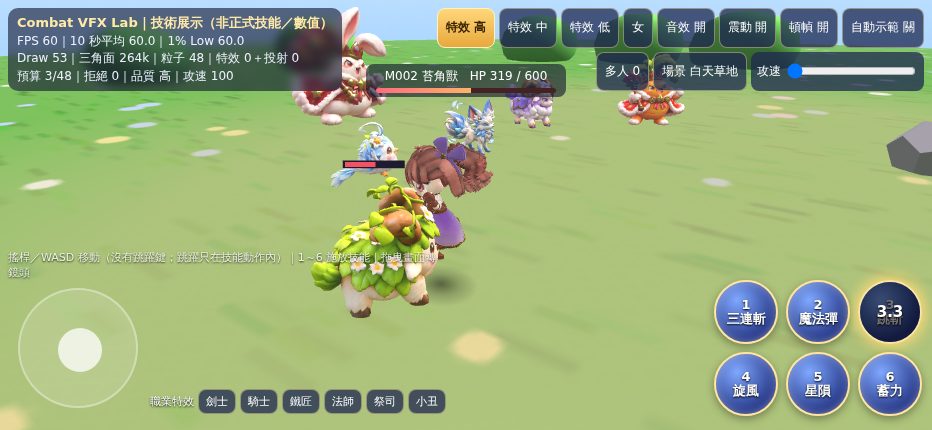 Combat VFX Lab｜技術展示（非正式技能／數值）
FPS 60｜10 秒平均 60.0｜1% Low 60.0
Draw 53｜三角面 264k｜粒子 48｜特效 0＋投射 0
預算 3/48｜拒絕 0｜品質 高｜攻速 100
特效 高
特效 中
特效 低
女
音效 開
震動 開
頓幀 開
自動示範 關
多人 0
場景 白天草地
攻速
M002 苔角獸 HP 319 / 600
搖桿／WASD 移動（沒有跳躍鍵；跳躍只在技能動作內）｜1～6 施放技能｜拖曳畫面轉
鏡頭
1
三連斬
2
魔法彈
3
跳斬
3.3
4
旋風
5
星隕
6
蓄力
職業特效
劍士
騎士
鐵匠
法師
祭司
小丑